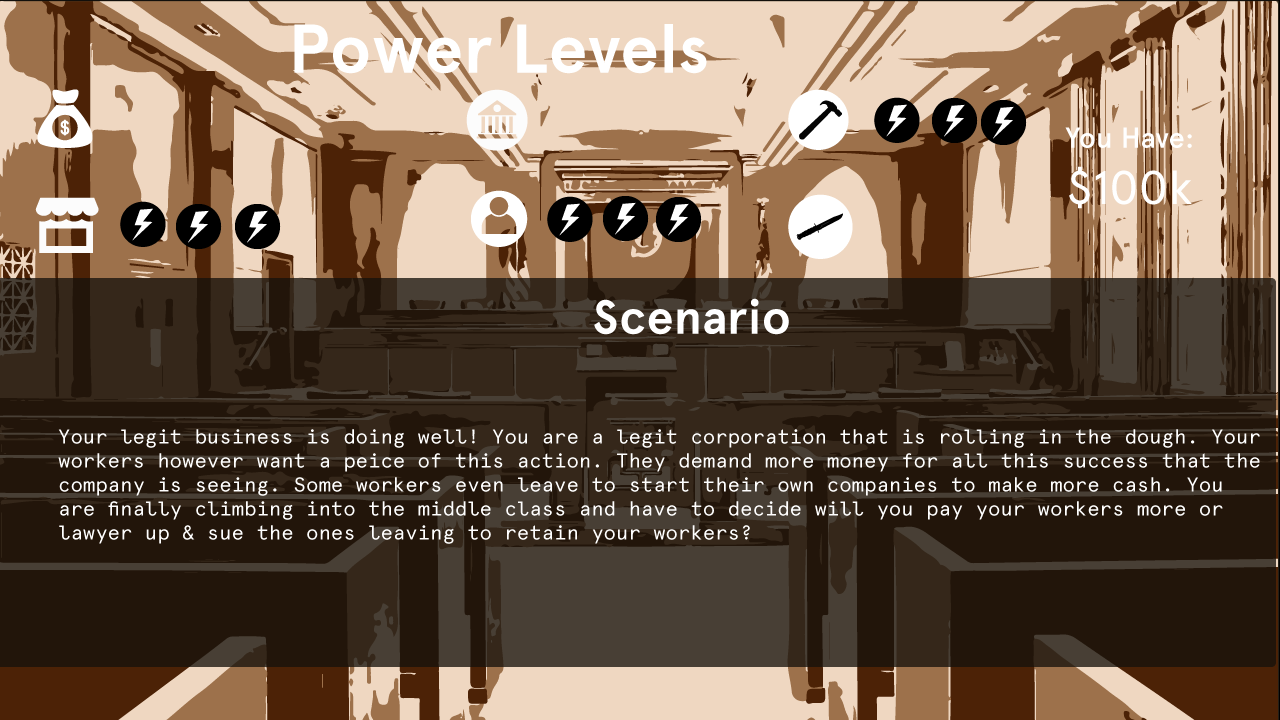 Power Levels
$
You Have:
$100k
Scenario
Your legit business is doing well! You are a legit corporation that is rolling in the dough. Your
workers however want a peice of this action. They demand more money for all this success that the
company is seeing. Some workers even leave to start their own companies to make more cash. You
are finally climbing into the middle class and have to decide will you pay your workers more or
lawyer up & sue the ones leaving to retain your workers?